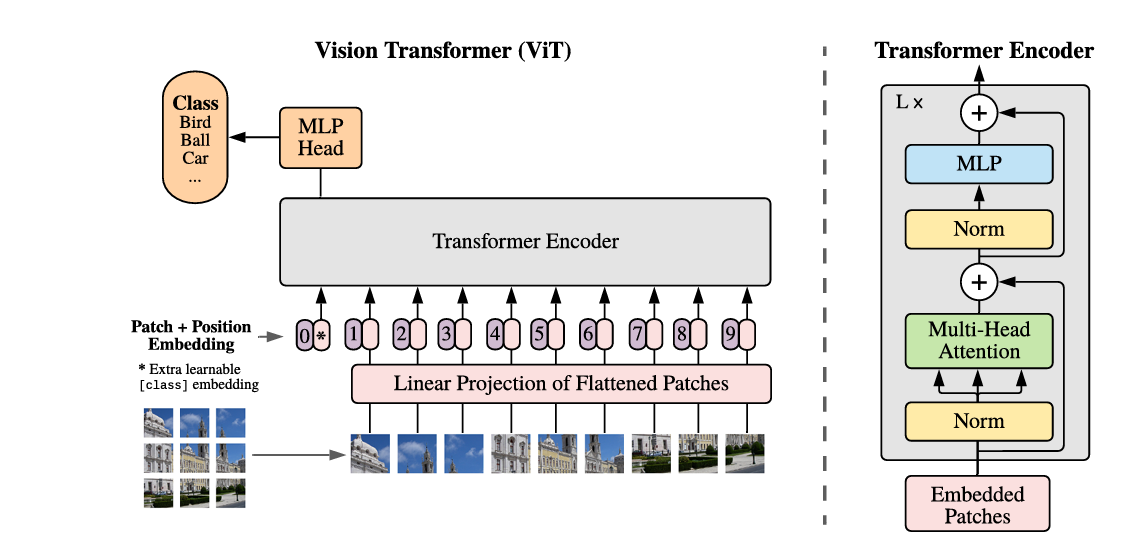 Vision Transformer (ViT)
Class
Bird
Ball
Car
...
MLP
Head
Transformer Encoder
Patch + Position
Embedding
0 * 1 2 3 4 5 6 7 8 9
* Extra learnable
[class] embedding
Linear Projection of Flattened Patches
Transformer Encoder
L x
+
MLP
Norm
+
Multi-Head
Attention
Norm
Embedded
Patches